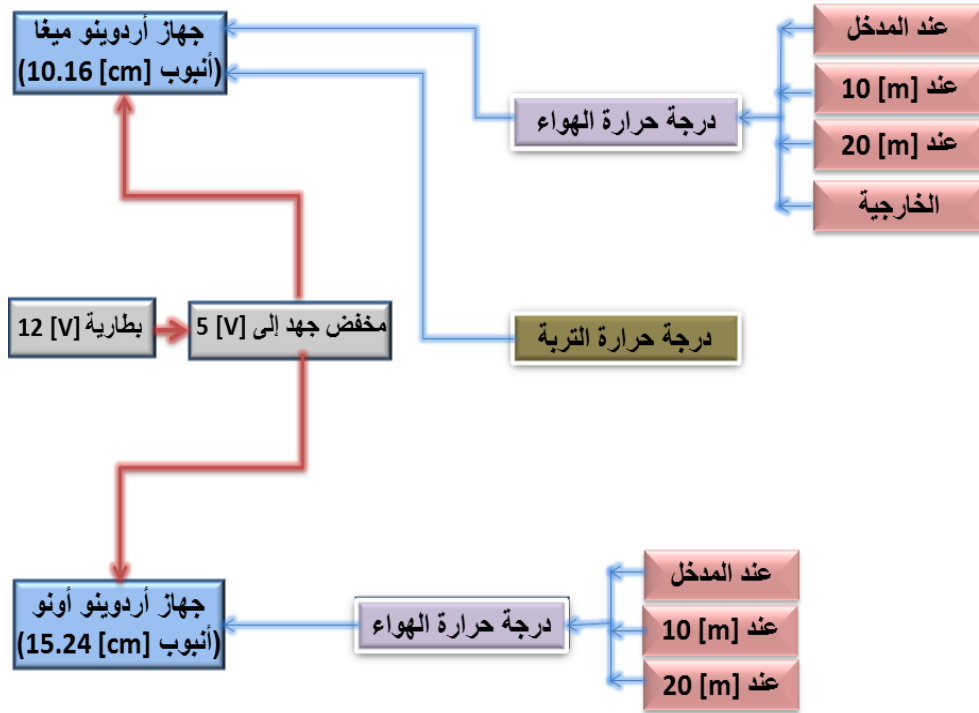 جهاز أردوينو ميغا
(أنبوب [cm] 10.16)
عند المدخل
عند [m] 10
عند [m] 20
الخارجية
درجة حرارة الهواء
درجة حرارة التربة
مخفض جهد إلى [V] 5
بطارية [V] 12
جهاز أردوينو أونو
(أنبوب [cm] 15.24)
درجة حرارة الهواء
عند المدخل
عند [m] 10
عند [m] 20